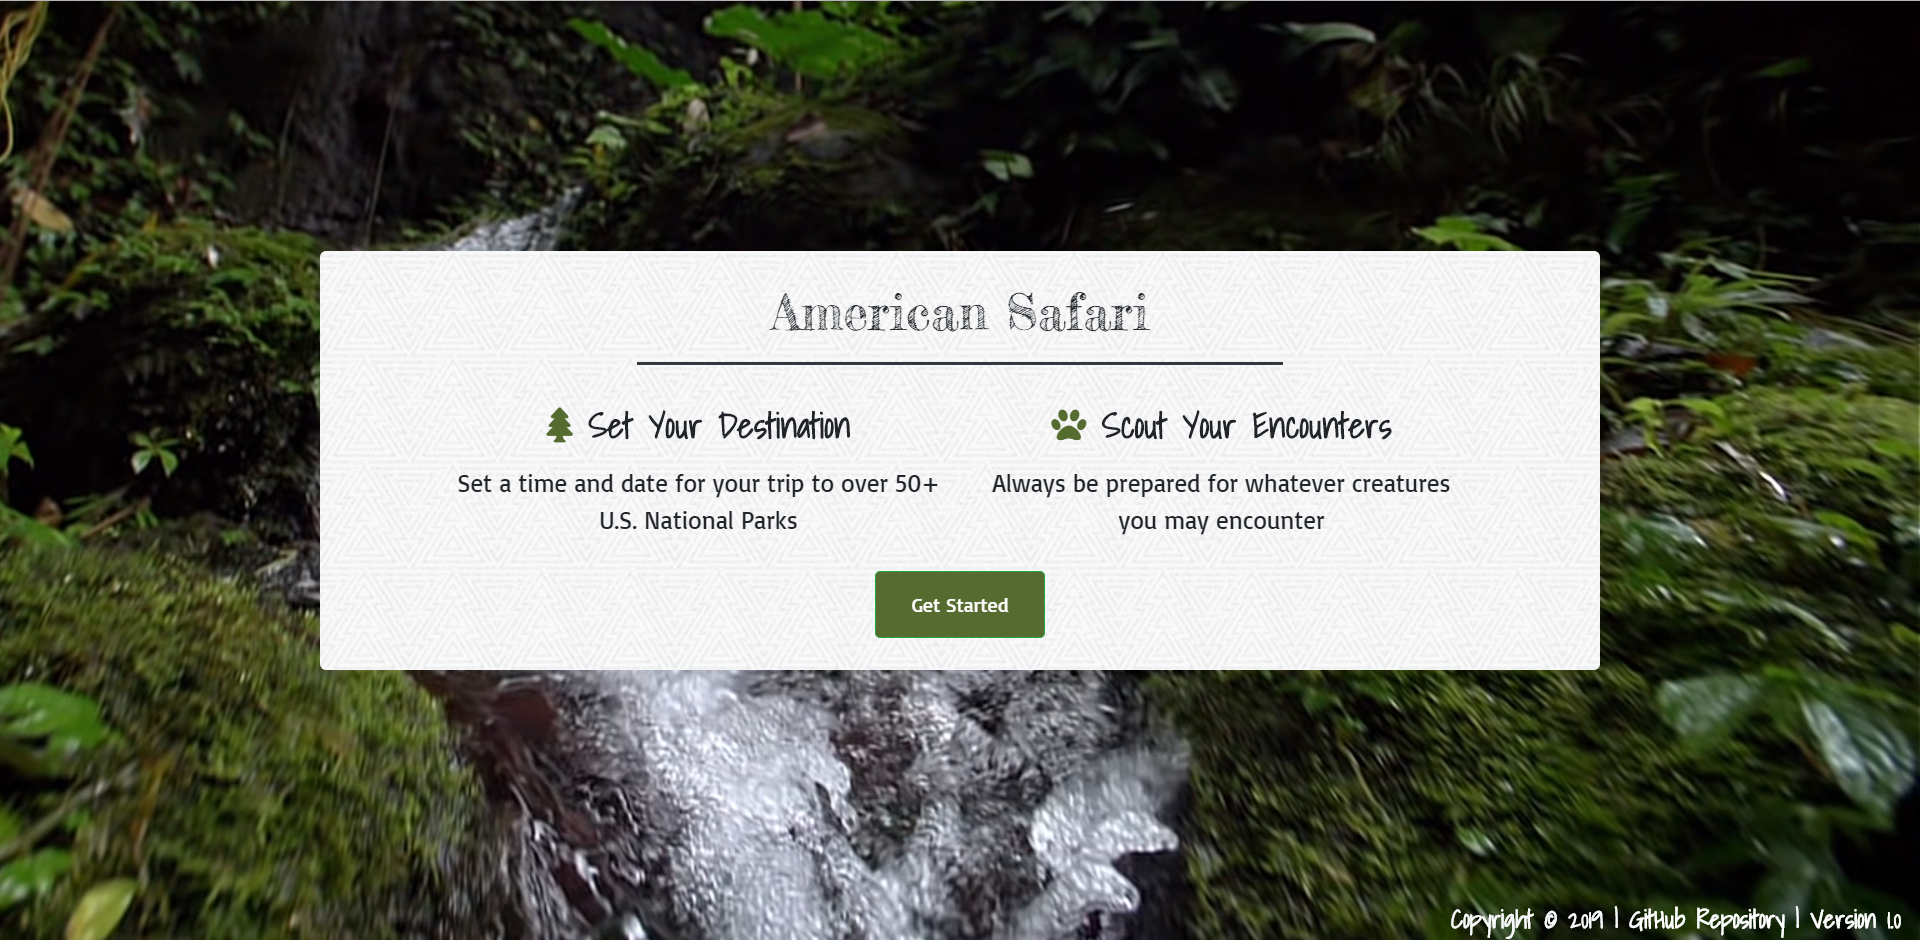 American Safari
Set Your Destination
Set a time and date for your trip to over 50+
U.S. National Parks
Scout Your Encounters
Always be prepared for whatever creatures
you may encounter
Get Started
Copyright © 2019 | GitHub Repository | Version 1.0